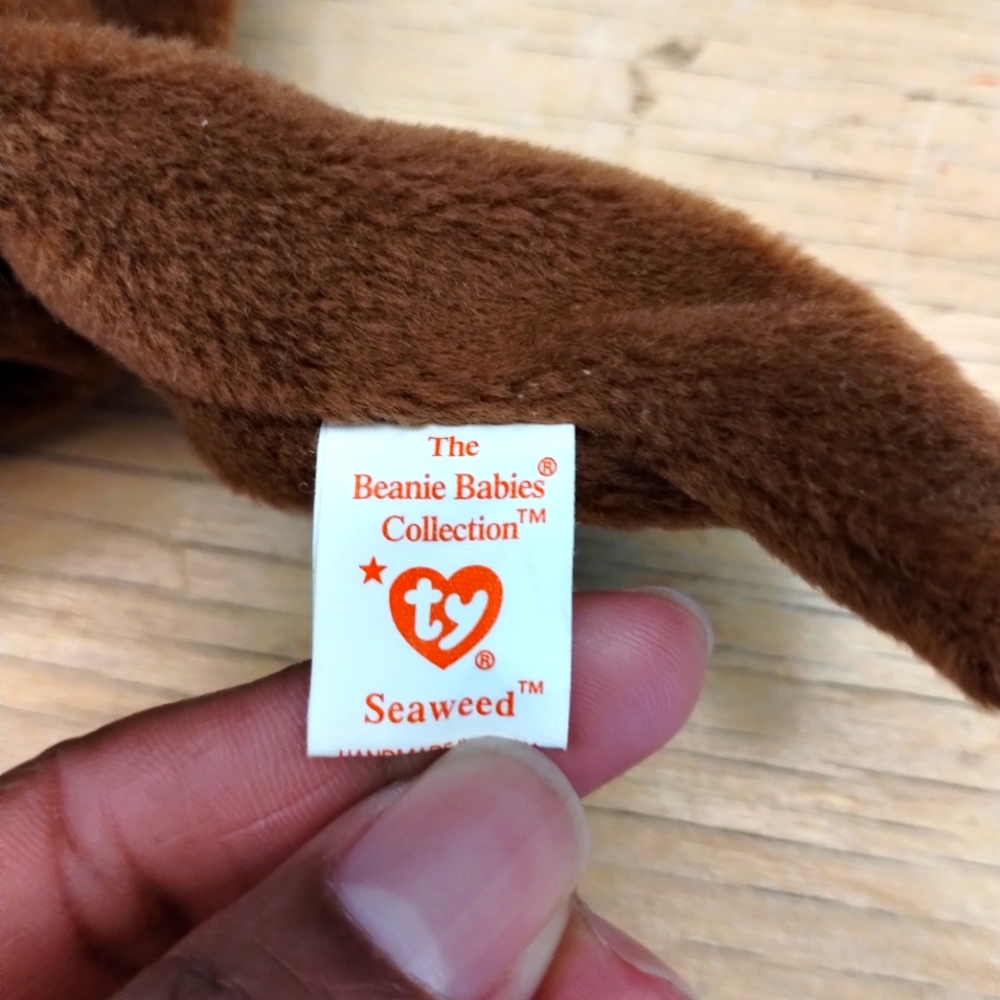 The
Beanie Babies®
Collection™
ty®
Seaweed™